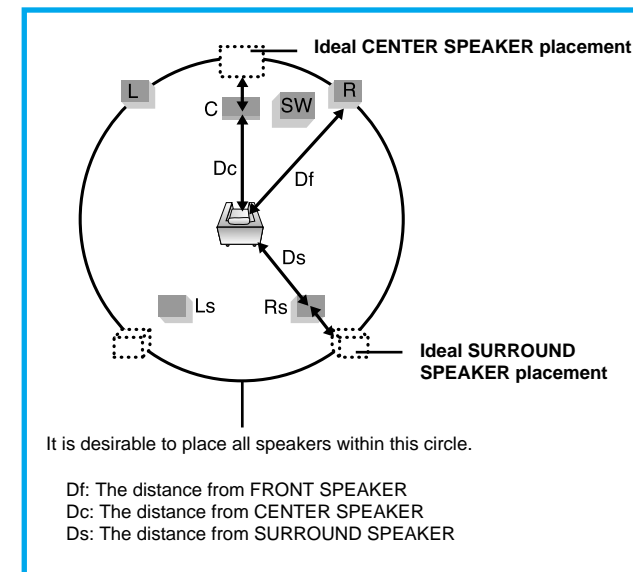 Ideal CENTER SPEAKER placement
L
R
C
SW
Dc
Df
Ds
Ls
Rs
Ideal SURROUND
SPEAKER placement
It is desirable to place all speakers within this circle.
Df: The distance from FRONT SPEAKER
Dc: The distance from CENTER SPEAKER
Ds: The distance from SURROUND SPEAKER